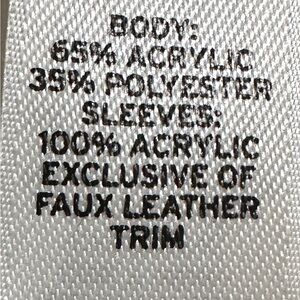 BODY:
65% ACRYLIC
35% POLYESTER
SLEEVES:
100% ACRYLIC
EXCLUSIVE OF
FAUX LEATHER
TRIM